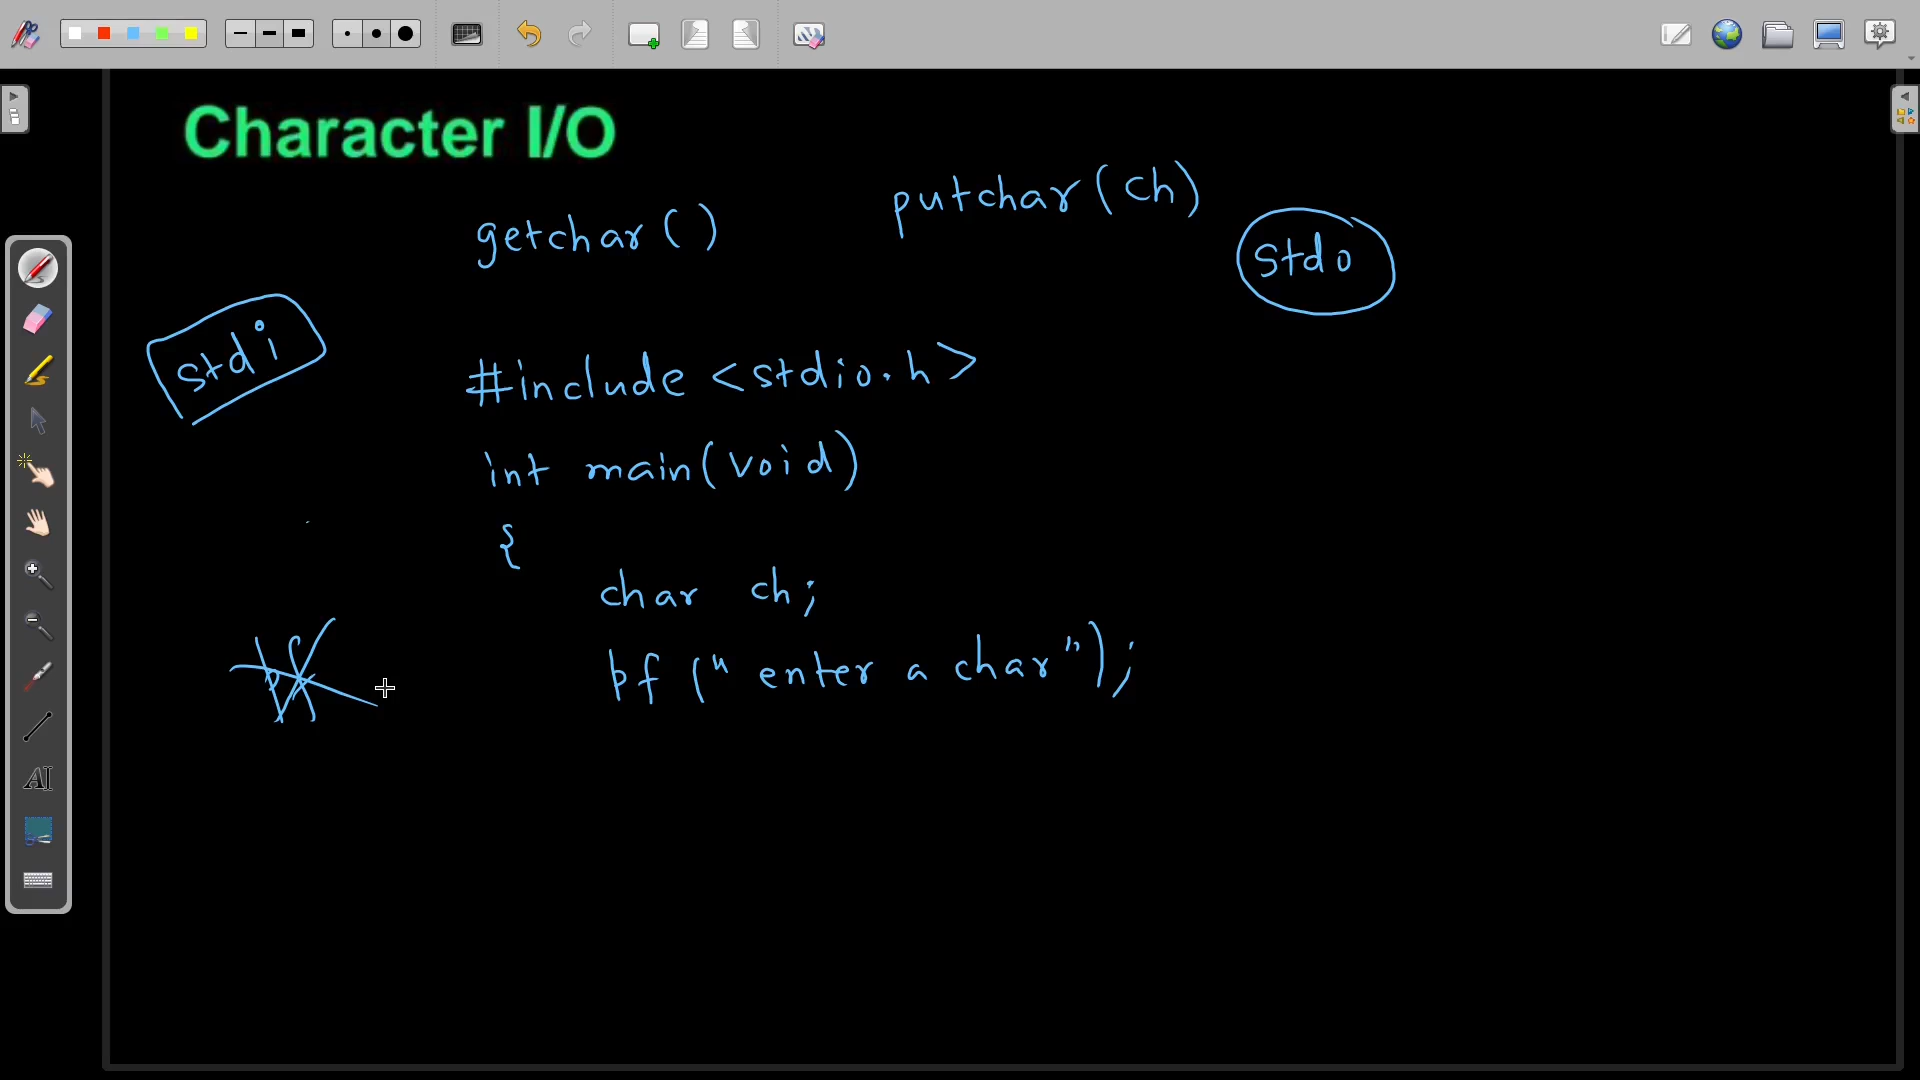 Character I/O
putchar(ch)
getchar()
stdo
stdi
#include <stdio.h>
int main(void)
{
char ch;
pf (" enter a char");